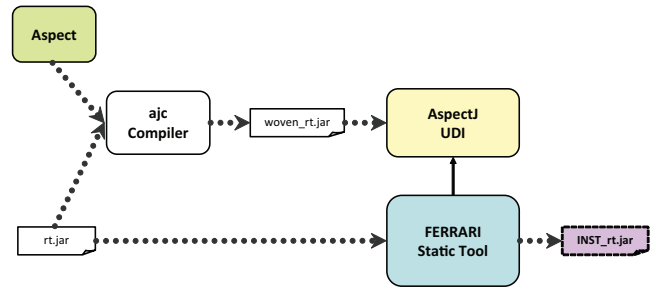 Aspect
ajc
Compiler
woven_rt.jar
AspectJ
UDI
rt.jar
FERRARI
Static Tool
INST_rt.jar